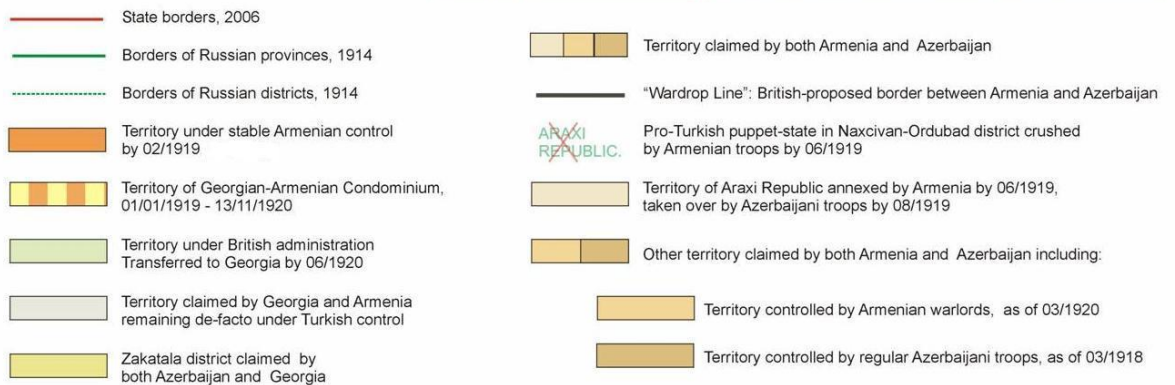 State borders, 2006
Borders of Russian provinces, 1914
Borders of Russian districts, 1914
Territory under stable Armenian control
by 02/1919
Territory of Georgian-Armenian Condominium,
01/01/1919 - 13/11/1920
Territory under British administration
Transferred to Georgia by 06/1920
Territory claimed by Georgia and Armenia
remaining de-facto under Turkish control
Zakatala district claimed by
both Azerbaijan and Georgia
Territory claimed by both Armenia and Azerbaijan
“Wardrop Line”: British-proposed border between Armenia and Azerbaijan
ARAXI
REPUBLIC.
Pro-Turkish puppet-state in Naxcivan-Ordubad district crushed
by Armenian troops by 06/1919
Territory of Araxi Republic annexed by Armenia by 06/1919,
taken over by Azerbaijani troops by 08/1919
Other territory claimed by both Armenia and Azerbaijan including:
Territory controlled by Armenian warlords, as of 03/1920
Territory controlled by regular Azerbaijani troops, as of 03/1918